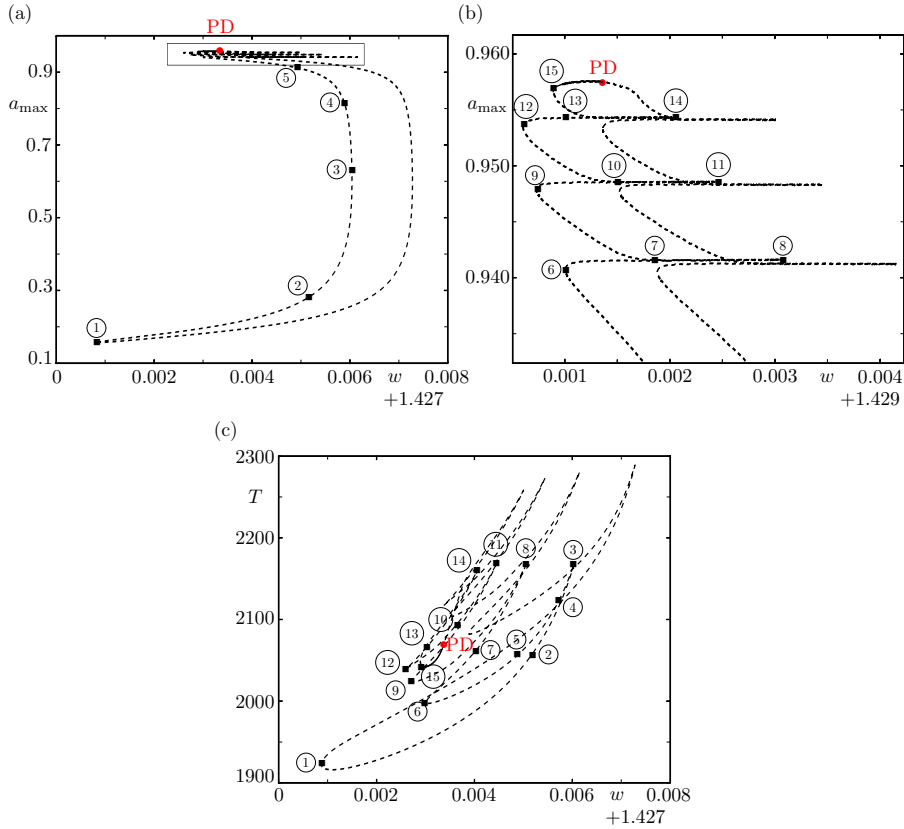 (a)
PD
0.9
a_max
0.7
0.5
0.3
0.1
0 0.002 0.004 0.006 w 0.008
+1.427
1 2 3 4 5
(b)
0.960
a_max
0.950
0.940
0.001 0.002 0.003 w 0.004
+1.429
15 PD
12 13 14
9 10 11
6 7 8
(c)
2300
T
2200
2100
2000
1900
0 0.002 0.004 0.006 w 0.008
+1.427
11 8 3
14
10 4
13 PD 7 5 2
12 15
9
6
1